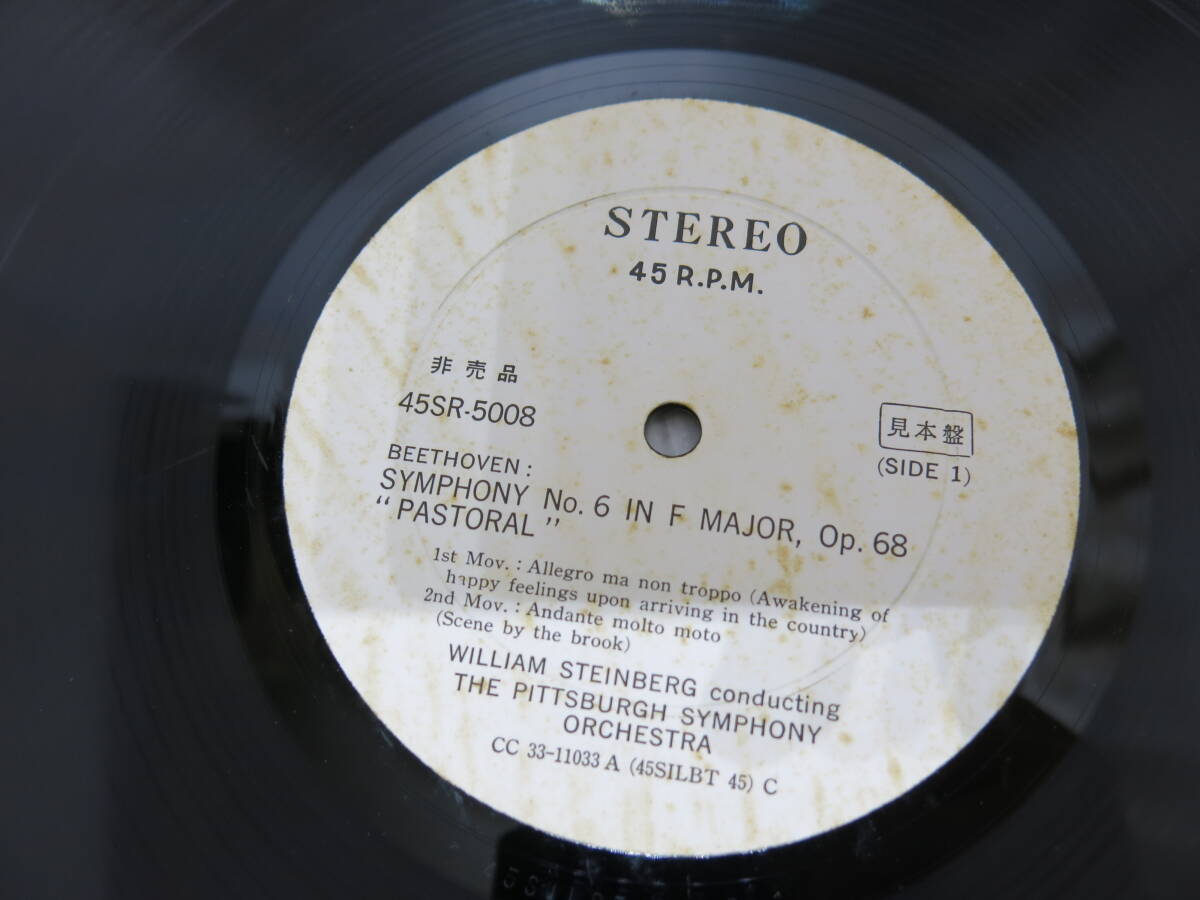 STEREO
45 R.P.M.
非売品
45SR-5008
見本盤
(SIDE 1)
BEETHOVEN:
SYMPHONY No. 6 IN F MAJOR, Op. 68
“PASTORAL”
1st Mov. : Allegro ma non troppo (Awakening of
happy feelings upon arriving in the country)
2nd Mov. : Andante molto moto
(Scene by the brook)
WILLIAM STEINBERG conducting
THE PITTSBURGH SYMPHONY
ORCHESTRA
CC 33-11033 A (45SILBT 45) C